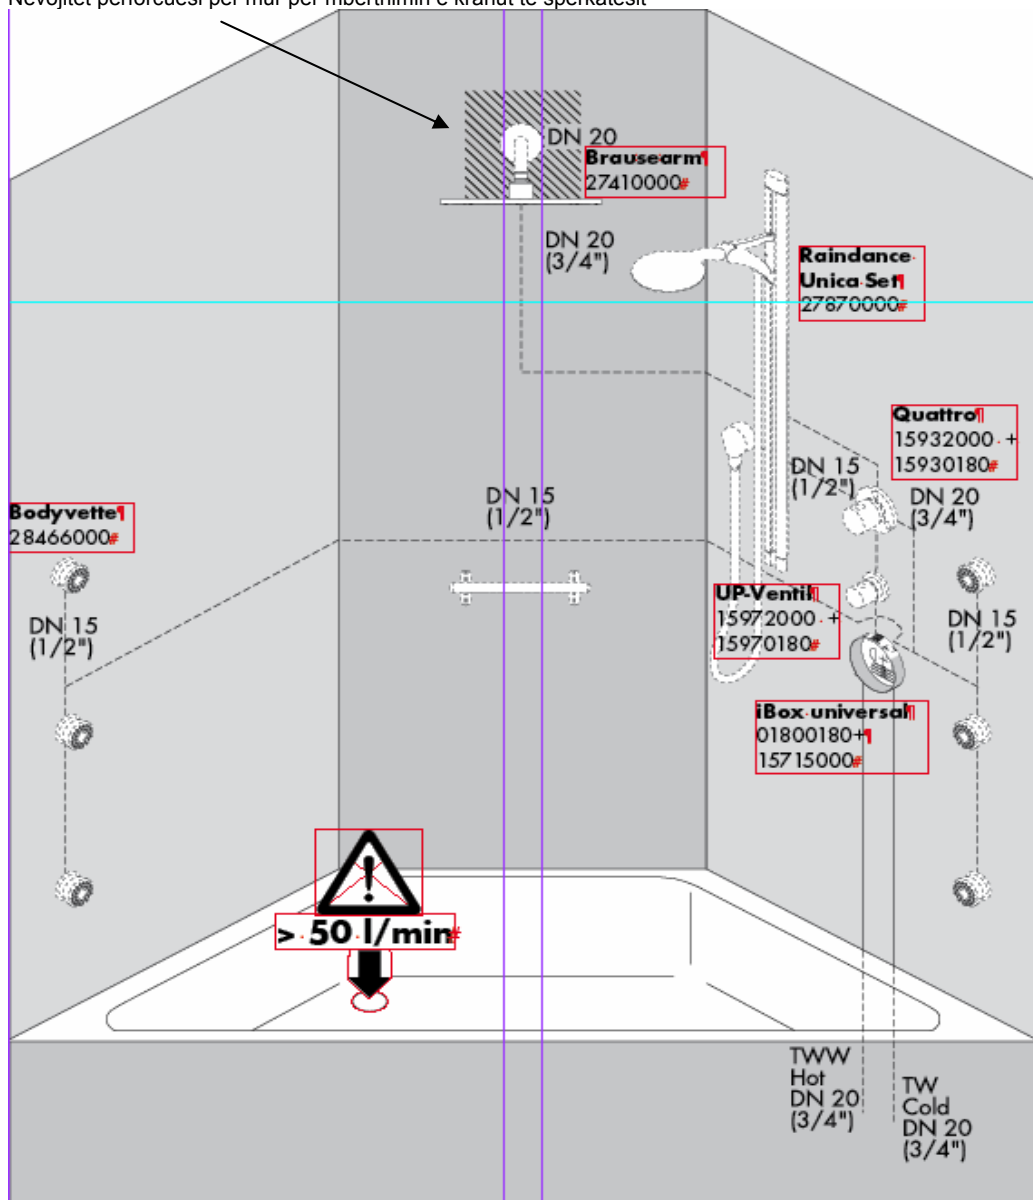 Nevojitet përforcuesi për mur për mbërthimin e krahut të spërkatësit
DN 20
Brausearm¶
27410000#
DN 20
(3/4")
Raindance·
Unica·Set¶
27870000#
Quattro¶
15932000·+
15930180#
DN 15
(1/2")
DN 20
(3/4")
DN 15
(1/2")
Bodyvette¶
28466000#
UP-Ventil¶
15972000·+
15970180#
DN 15
(1/2")
DN 15
(1/2")
iBox·universal¶
01800180+¶
15715000#
>·50·l/min#
TWW
Hot
DN 20
(3/4")
TW
Cold
DN 20
(3/4")